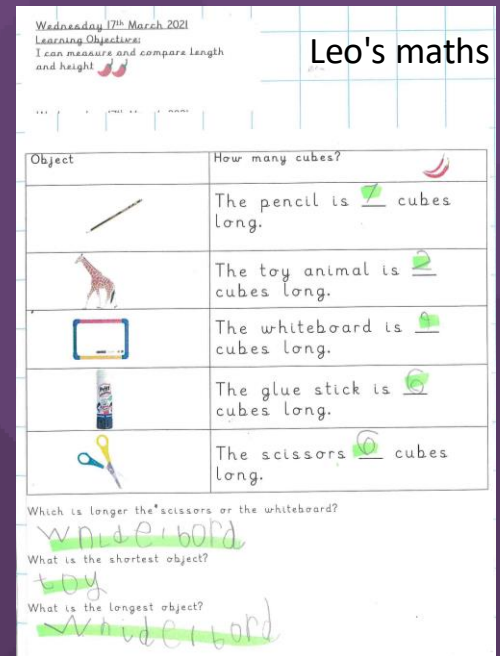 Wednesday 17th March 2021
Learning Objective:
I can measure and compare length
and height
Leo's maths
Object
How many cubes?
The pencil is 7 cubes
long.
The toy animal is 2
cubes long.
The whiteboard is 9
cubes long.
The glue stick is 6
cubes long.
The scissors 6 cubes
long.
Which is longer the scissors or the whiteboard?
whiderbord
What is the shortest object?
toy
What is the longest object?
whiderbord